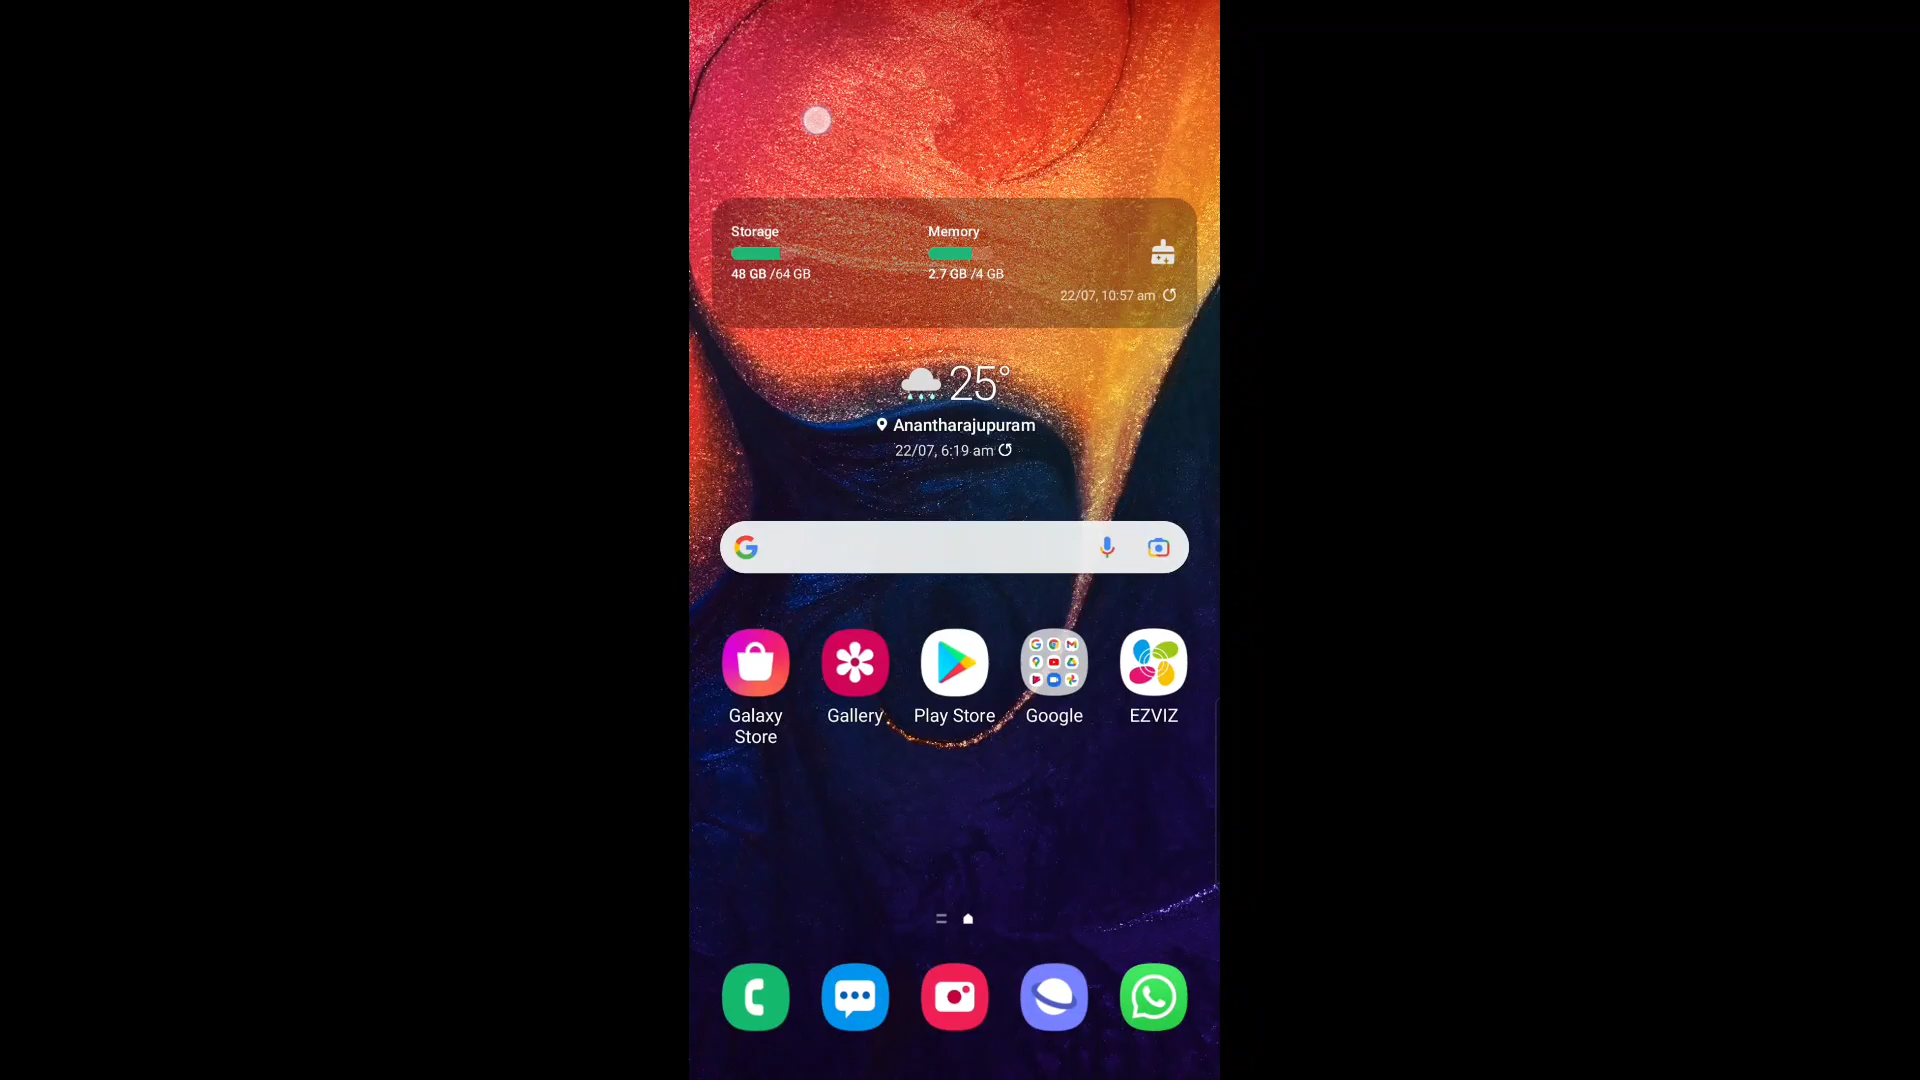 Storage
Memory
48 GB /64 GB
2.7 GB /4 GB
22/07, 10:57 am
25°
Anantharajupuram
22/07, 6:19 am
Galaxy Store
Gallery
Play Store
Google
EZVIZ